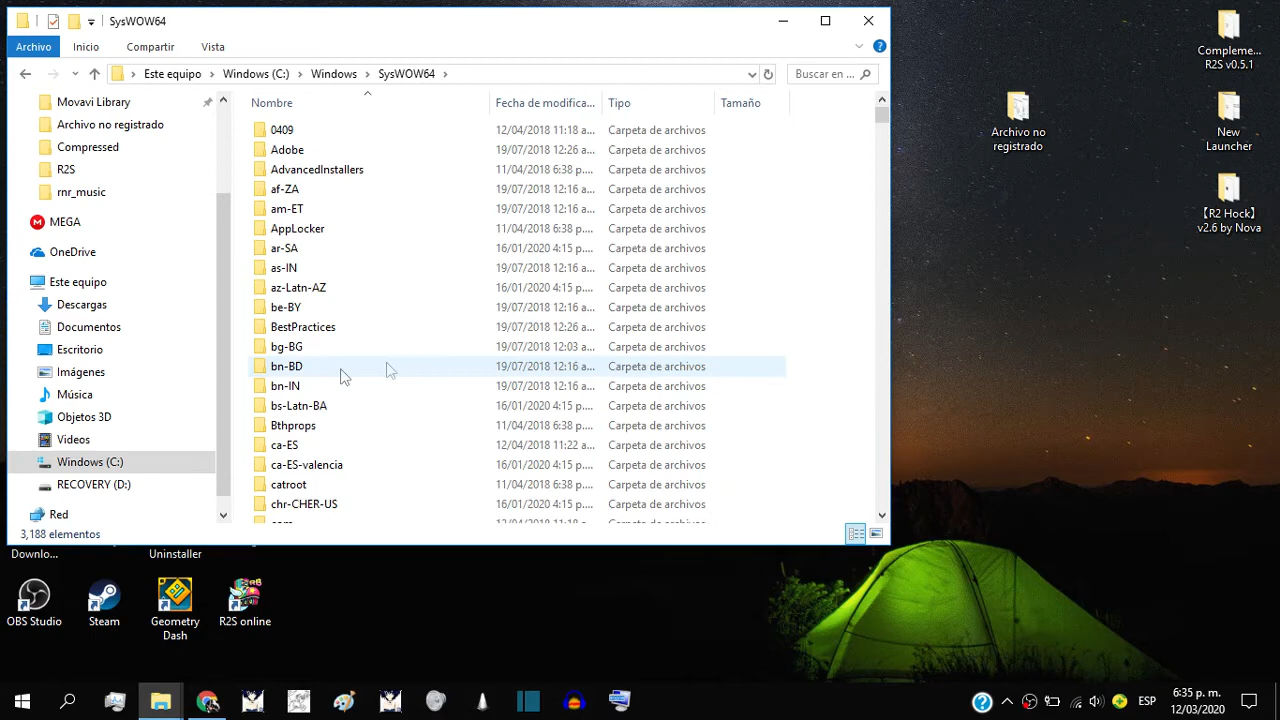 SysWOW64
Archivo Inicio Compartir Vista
Este equipo Windows (C:) Windows SysWOW64 Buscar en ...
Movavi Library
Archivo no registrado
Compressed
R2S
rnr_music
MEGA
OneDrive
Este equipo
Descargas
Documentos
Escritorio
Imágenes
Música
Objetos 3D
Videos
Windows (C:)
RECOVERY (D:)
Red
Nombre Fecha de modifica... Tipo Tamaño
0409 12/04/2018 11:18 a... Carpeta de archivos
Adobe 19/07/2018 12:26 a... Carpeta de archivos
AdvancedInstallers 11/04/2018 6:38 p.... Carpeta de archivos
af-ZA 19/07/2018 12:16 a... Carpeta de archivos
am-ET 19/07/2018 12:16 a... Carpeta de archivos
AppLocker 11/04/2018 6:38 p.... Carpeta de archivos
ar-SA 16/01/2020 4:15 p.... Carpeta de archivos
as-IN 19/07/2018 12:16 a... Carpeta de archivos
az-Latn-AZ 16/01/2020 4:15 p.... Carpeta de archivos
be-BY 19/07/2018 12:16 a... Carpeta de archivos
BestPractices 19/07/2018 12:26 a... Carpeta de archivos
bg-BG 19/07/2018 12:03 a... Carpeta de archivos
bn-BD 19/07/2018 12:16 a... Carpeta de archivos
bn-IN 19/07/2018 12:16 a... Carpeta de archivos
bs-Latn-BA 16/01/2020 4:15 p.... Carpeta de archivos
Bthprops 11/04/2018 6:38 p.... Carpeta de archivos
ca-ES 12/04/2018 11:22 a... Carpeta de archivos
ca-ES-valencia 16/01/2020 4:15 p.... Carpeta de archivos
catroot 11/04/2018 6:38 p.... Carpeta de archivos
chr-CHER-US 16/01/2020 4:15 p.... Carpeta de archivos
3,188 elementos
Compleme...
R2S v0.5.1
Archivo no
registrado
New
Launcher
【R2 Hock】
v2.6 by Nova
Downlo...
Uninstaller
OBS Studio
Steam
Geometry
Dash
R2S online
ESP
6:35 p. m.
12/03/2020